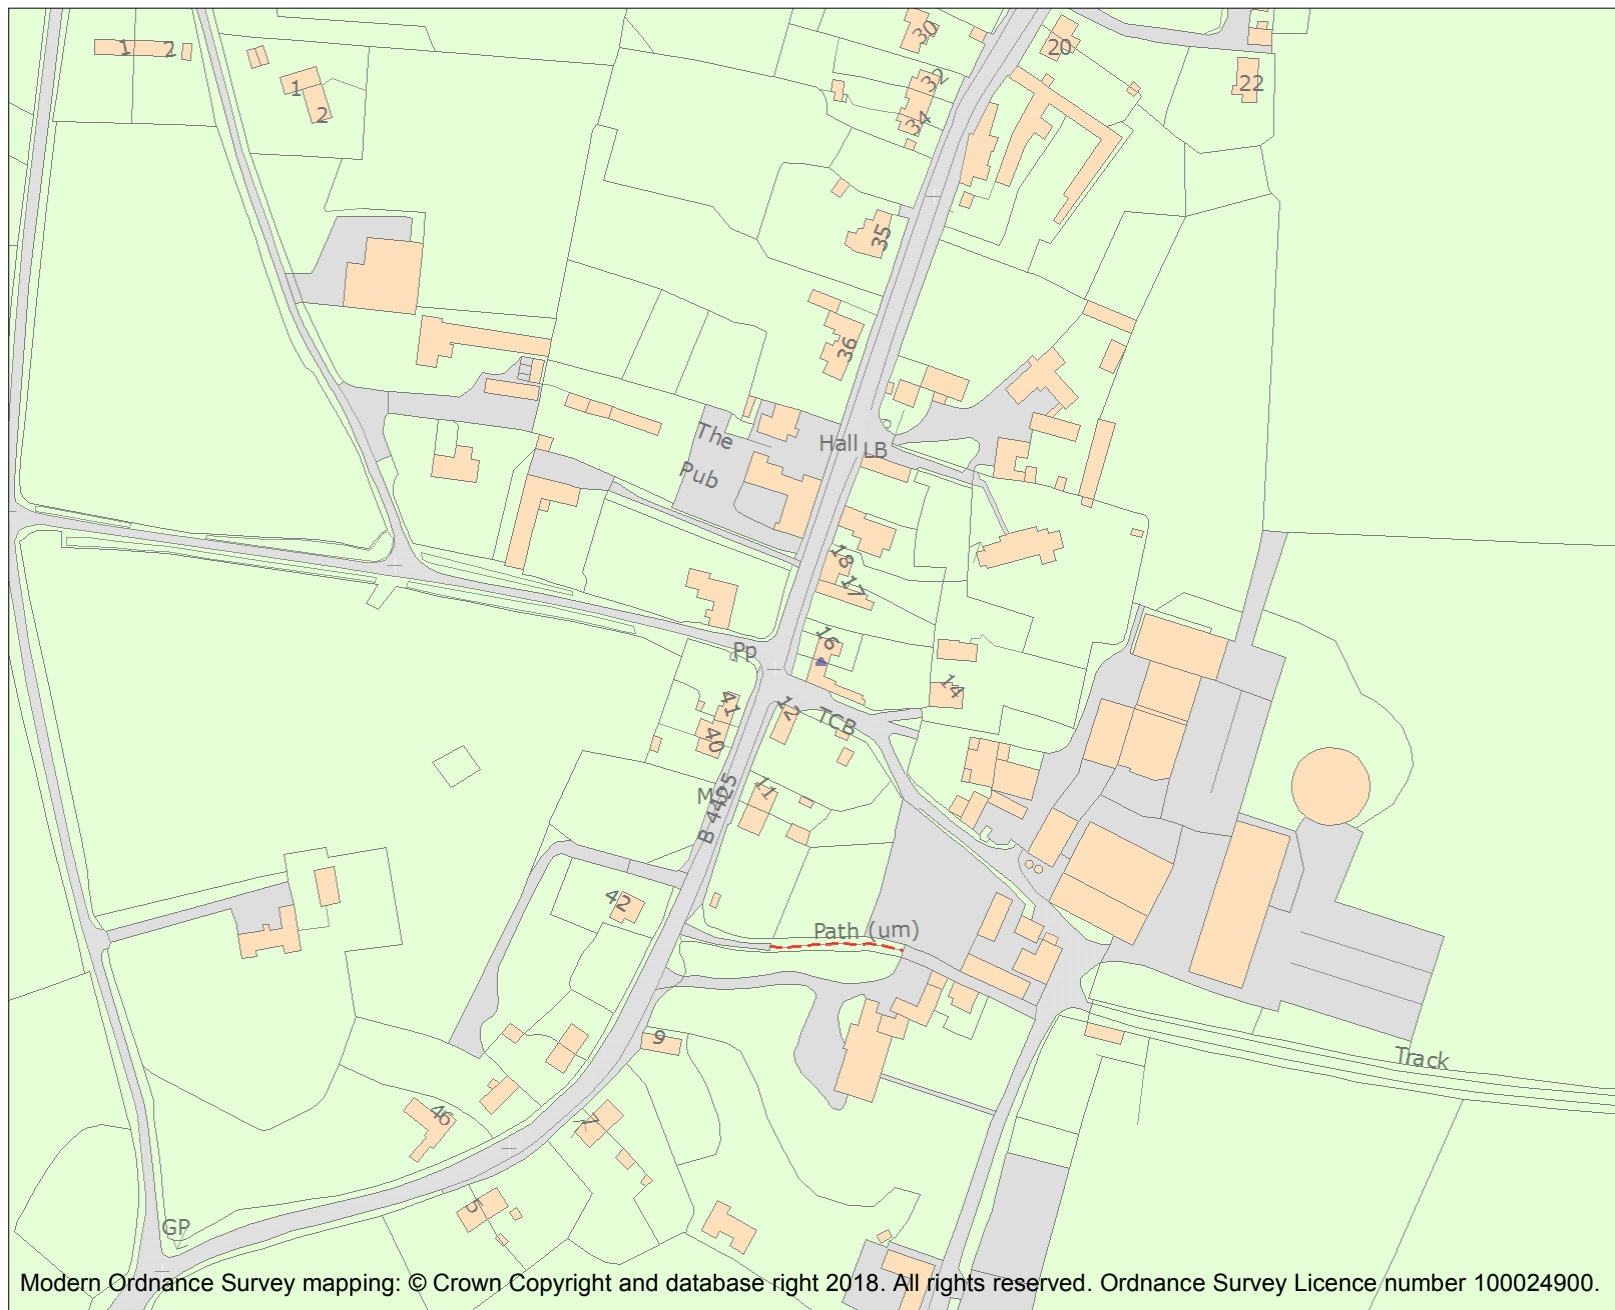 30
1 2
20
1
32
22
2
34
35
36
The
Hall LB
Pub
18
17
16
Pp
14
41
12
TCB
40
11
B 4425
42
Path (um)
9
Track
46
7
5
GP
Modern Ordnance Survey mapping: © Crown Copyright and database right 2018. All rights reserved. Ordnance Survey Licence number 100024900.